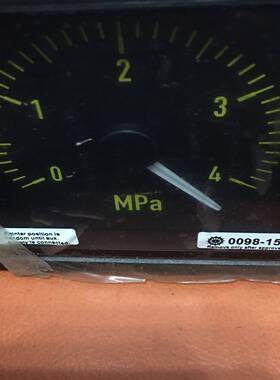 2
1
3
0
4
MPa
pointer position is
random until aux.
is connected.
0098-15
Remove only after approve